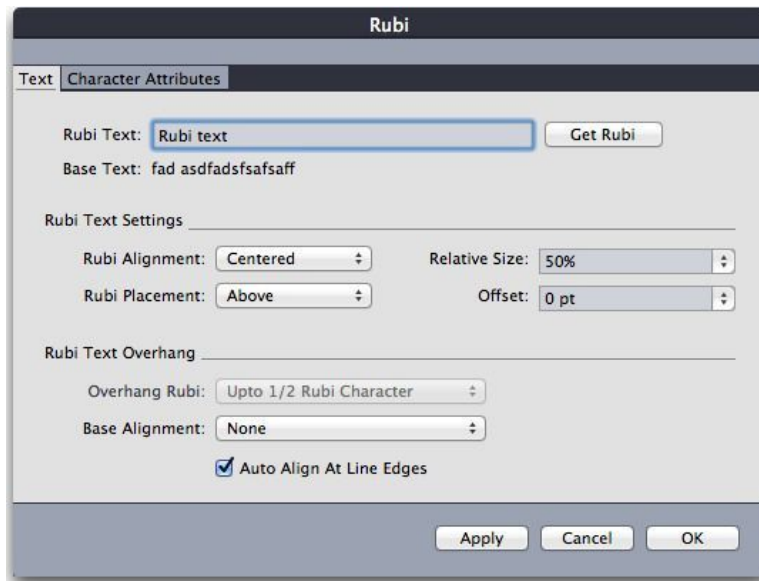 Rubi
Text Character Attributes
Rubi Text: Rubi text Get Rubi
Base Text: fad asdfadsfsafsaff
Rubi Text Settings
Rubi Alignment: Centered Relative Size: 50%
Rubi Placement: Above Offset: 0 pt
Rubi Text Overhang
Overhang Rubi: Upto 1/2 Rubi Character
Base Alignment: None
Auto Align At Line Edges
Apply Cancel OK